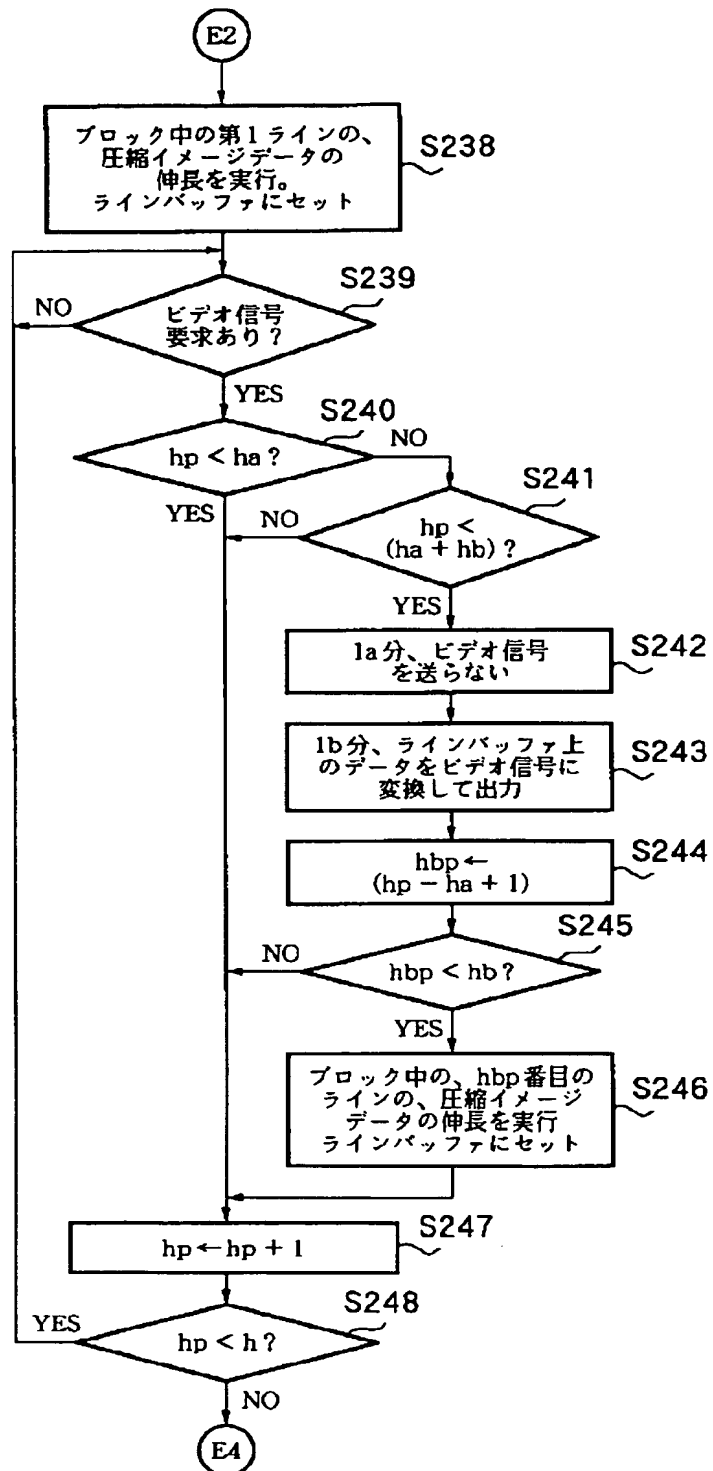 E2
ブロック中の第1ラインの、
圧縮イメージデータの
伸長を実行。
ラインバッファにセット
S238
S239
NO
ビデオ信号
要求あり?
YES
S240
hp < ha?
NO
YES
S241
NO
hp <
(ha + hb)?
YES
1a分、ビデオ信号
を送らない
S242
1b分、ラインバッファ上
のデータをビデオ信号に
変換して出力
S243
hbp←
(hp − ha + 1)
S244
S245
NO
hbp < hb?
YES
ブロック中の、hbp番目の
ラインの、圧縮イメージ
データの伸長を実行
ラインバッファにセット
S246
S247
hp←hp + 1
S248
YES
hp < h?
NO
E4